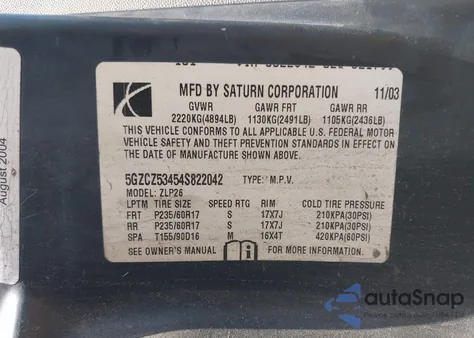 MFD BY SATURN CORPORATION 11/03
GVWR GAWR FRT GAWR RR
2220KG(4894LB) 1130KG(2491LB) 1105KG(2436LB)
THIS VEHICLE CONFORMS TO ALL APPLICABLE U.S. FEDERAL MOTOR
VEHICLE SAFETY AND THEFT PREVENTION STANDARDS IN EFFECT
ON THE DATE OF MANUFACTURE SHOWN ABOVE.
5GZCZ53454S822042 TYPE: M.P.V.
MODEL: ZLP26
LPTM TIRE SIZE SPEED RTG RIM COLD TIRE PRESSURE
FRT P235/60R17 S 17X7J 210KPA(30PSI)
RR P235/60R17 S 17X7J 210KPA(30PSI)
SPA T155/90D16 M 16X4T 420KPA(60PSI)
SEE OWNER'S MANUAL FOR MORE INFORMATION
August 2004
autoSnap